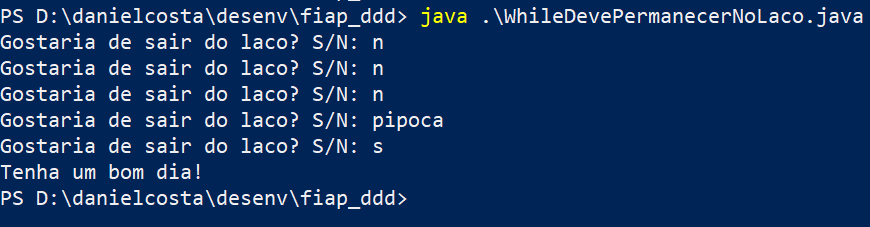 PS D:\danielcosta\desenv\fiap_ddd> java .\WhileDevePermanecerNoLaco.java
Gostaria de sair do laco? S/N: n
Gostaria de sair do laco? S/N: n
Gostaria de sair do laco? S/N: n
Gostaria de sair do laco? S/N: pipoca
Gostaria de sair do laco? S/N: s
Tenha um bom dia!
PS D:\danielcosta\desenv\fiap_ddd>